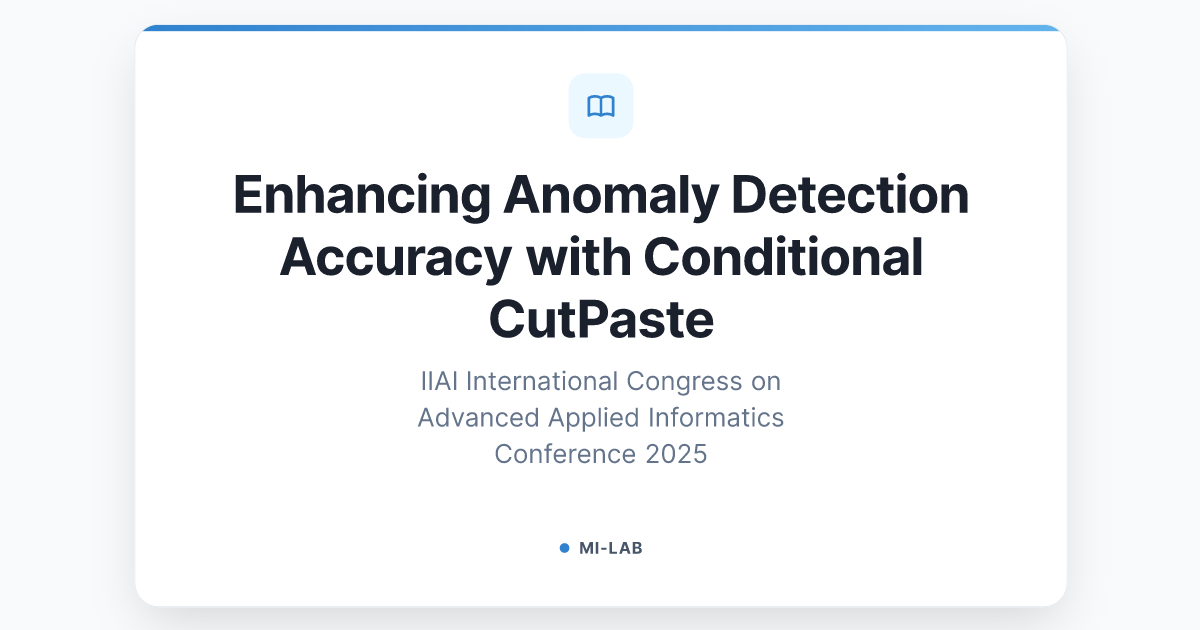 Enhancing Anomaly Detection
Accuracy with Conditional
CutPaste
IIAI International Congress on
Advanced Applied Informatics
Conference 2025
MI-LAB